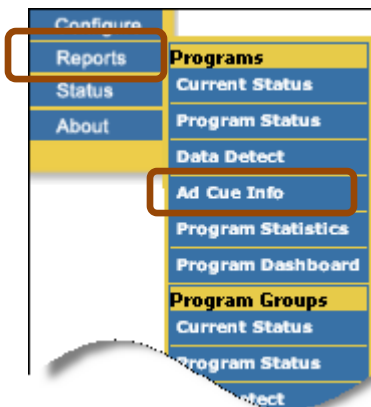 Configure
Reports
Status
About
Programs
Current Status
Program Status
Data Detect
Ad Cue Info
Program Statistics
Program Dashboard
Program Groups
Current Status
Program Status